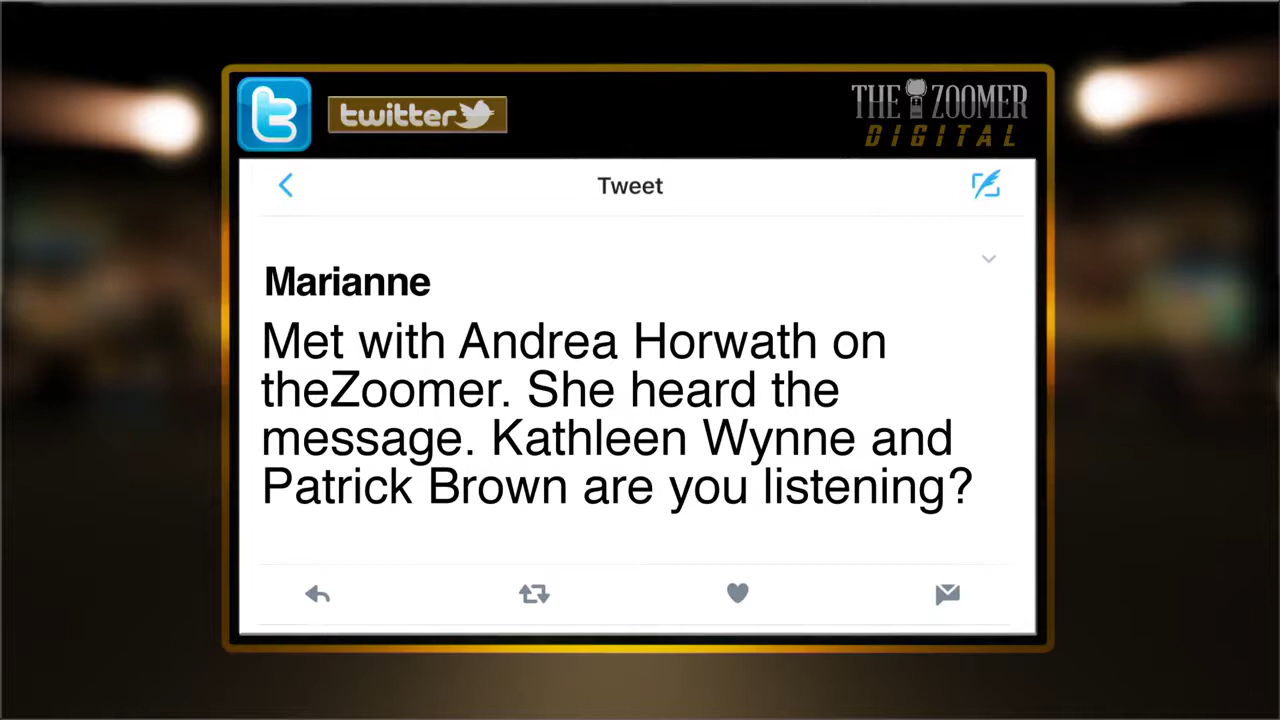 twitter
THE ZOOMER
DIGITAL
Tweet
Marianne
Met with Andrea Horwath on
theZoomer. She heard the
message. Kathleen Wynne and
Patrick Brown are you listening?